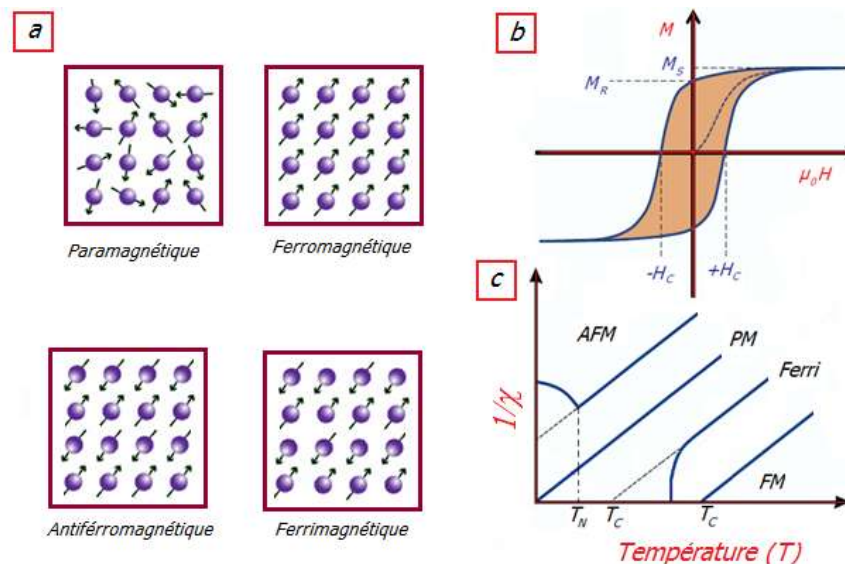 a
Paramagnétique
Ferromagnétique
Antiférromagnétique
Ferrimagnétique
b
M
M_S
M_R
μ₀H
-H_C
+H_C
c
AFM
PM
Ferri
FM
1/χ
T_N
T_C
T_C
Température (T)